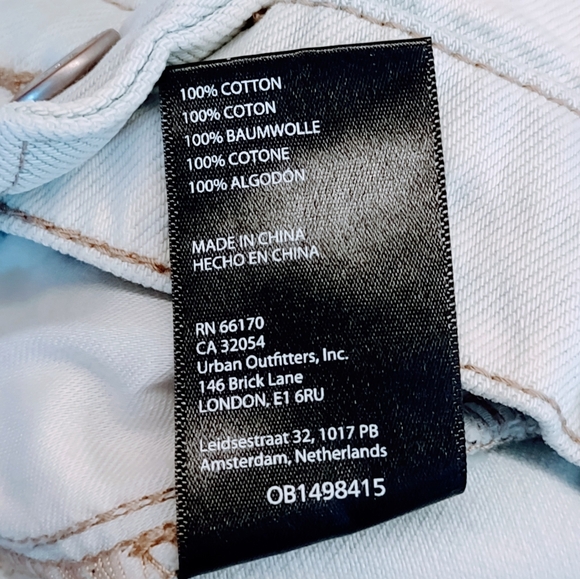 100% COTTON
100% COTON
100% BAUMWOLLE
100% COTONE
100% ALGODÓN
MADE IN CHINA
HECHO EN CHINA
RN 66170
CA 32054
Urban Outfitters, Inc.
146 Brick Lane
LONDON, E1 6RU
Leidsestraat 32, 1017 PB
Amsterdam, Netherlands
OB1498415